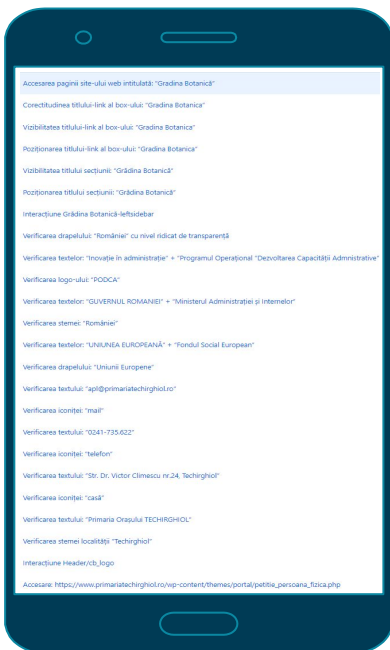 Accesarea paginii site-ului web intitulată: "Gradina Botanică"
Corectitudinea titlului-link al box-ului: "Gradina Botanica"
Vizibilitatea titlului-link al box-ului: "Gradina Botanica"
Poziționarea titlului-link al box-ului: "Gradina Botanica"
Vizibilitatea titlului secțiunii: "Grădina Botanică"
Poziționarea titlului secțiunii: "Grădina Botanică"
Interacțiune Grădina Botanică-leftsidebar
Verificarea drapelului: "României" cu nivel ridicat de transparență
Verificarea textelor: "Inovație în administrație" + "Programul Operațional "Dezvoltarea Capacității Admnistrative"
Verificarea logo-ului: "PODCA"
Verificarea textelor: "GUVERNUL ROMANIEI" + "Ministerul Administrației și Internelor"
Verificarea stemei: "României"
Verificarea textelor: "UNIUNEA EUROPEANĂ" + "Fondul Social European"
Verificarea drapelului: "Uniunii Europene"
Verificarea textului: "apl@primariatechirghiol.ro"
Verificarea iconiței: "mail"
Verificarea textului: "0241-735.622"
Verificarea iconiței: "telefon"
Verificarea textului: "Str. Dr. Victor Climescu nr.24, Techirghiol"
Verificarea iconiței: "casă"
Verificarea textului: "Primaria Orașului TECHIRGHIOL"
Verificarea stemei localității "Techirghiol"
Interacțiune Header/cb_logo
Accesare: https://www.primariatechirghiol.ro/wp-content/themes/portal/petitie_persoana_fizica.php